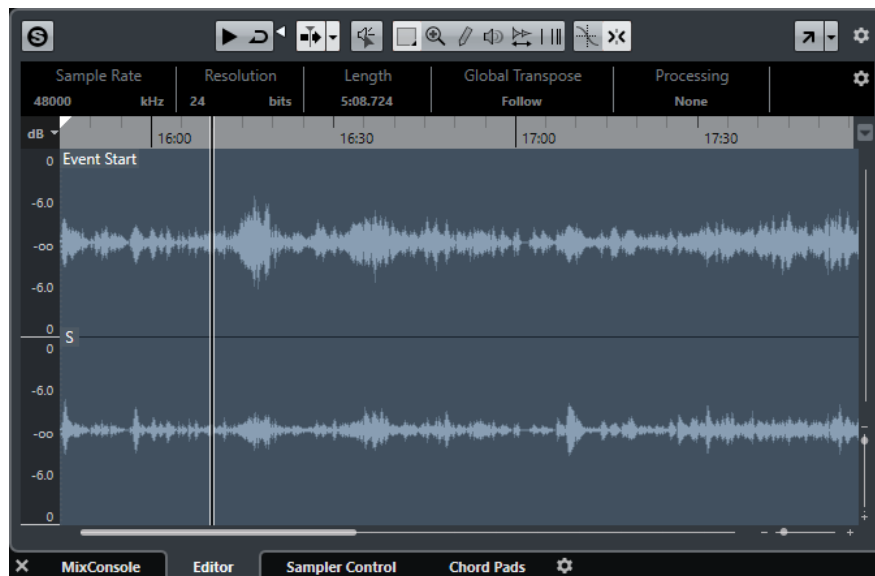 Sample Rate Resolution Length Global Transpose Processing
48000 kHz 24 bits 5:08.724 Follow None
dB 16:00 16:30 17:00 17:30
0 Event Start
-6.0
-oo
-6.0
0
S
0
-6.0
-oo
-6.0
0
MixConsole Editor Sampler Control Chord Pads